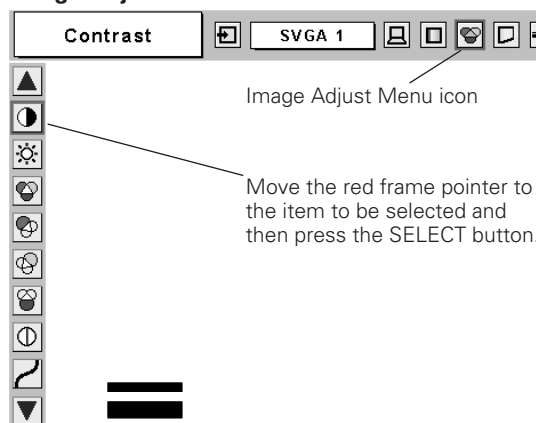 Contrast
SVGA 1
Image Adjust Menu icon
Move the red frame pointer to
the item to be selected and
then press the SELECT button.